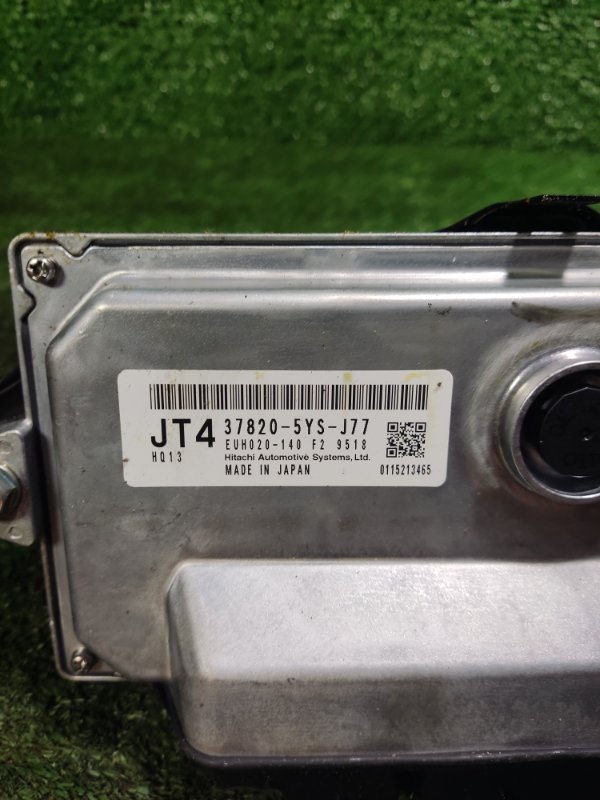 JT4 37820-5YS-J77
EUH020-140 F2 9518
HQ13 Hitachi Automotive Systems, Ltd.
MADE IN JAPAN 0115213465